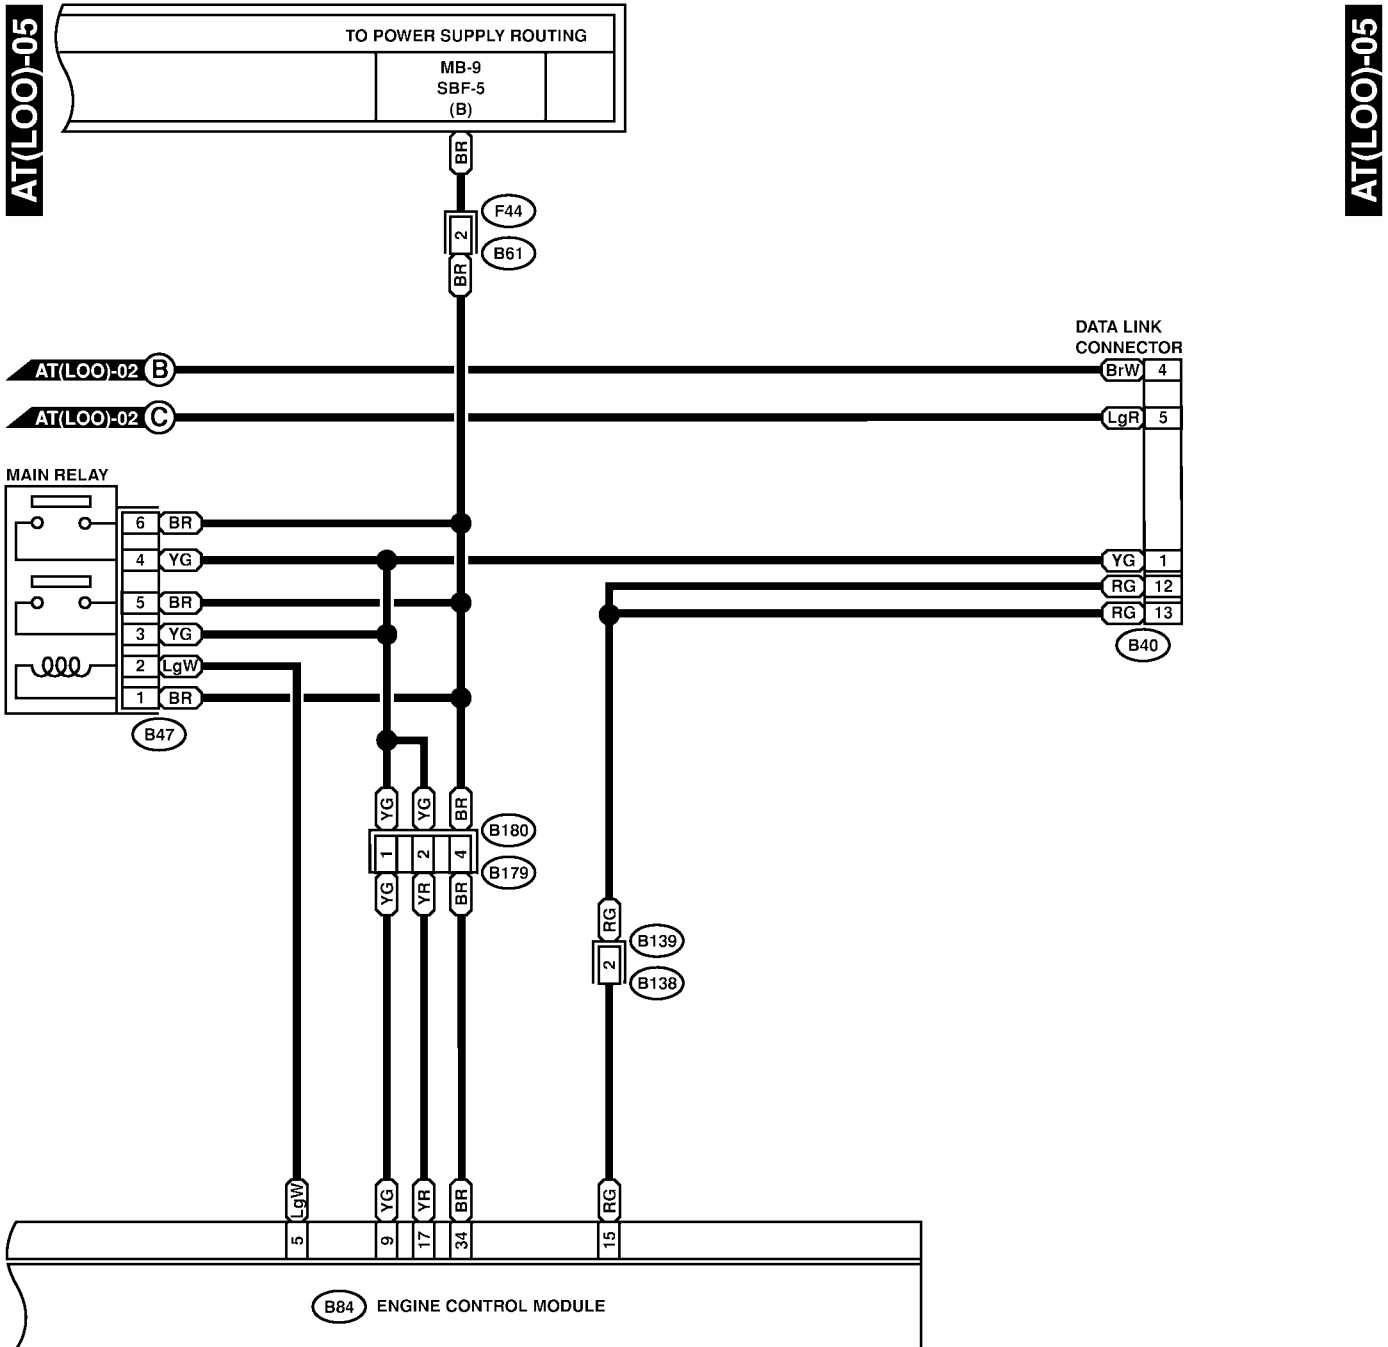 AT(LOO)-05
AT(LOO)-05
TO POWER SUPPLY ROUTING
MB-9
SBF-5
(B)
BR
F44
2
B61
BR
DATA LINK
CONNECTOR
AT(LOO)-02 B
BrW 4
AT(LOO)-02 C
LgR 5
MAIN RELAY
6 BR
4 YG
YG 1
RG 12
5 BR
RG 13
3 YG
B40
2 LgW
1 BR
B47
YG YG BR
B180
1 2 4
B179
YG YR BR
RG
B139
2
B138
LgW YG YR BR RG
5 9 17 34 15
B84 ENGINE CONTROL MODULE